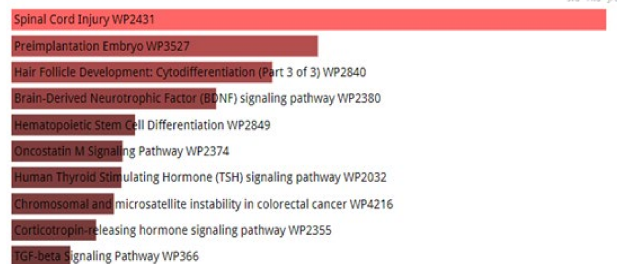 Spinal Cord Injury WP2431
Preimplantation Embryo WP3527
Hair Follicle Development: Cytodifferentiation (Part 3 of 3) WP2840
Brain-Derived Neurotrophic Factor (BDNF) signaling pathway WP2380
Hematopoietic Stem Cell Differentiation WP2849
Oncostatin M Signaling Pathway WP2374
Human Thyroid Stimulating Hormone (TSH) signaling pathway WP2032
Chromosomal and microsatellite instability in colorectal cancer WP4216
Corticotropin-releasing hormone signaling pathway WP2355
TGF-beta Signaling Pathway WP366